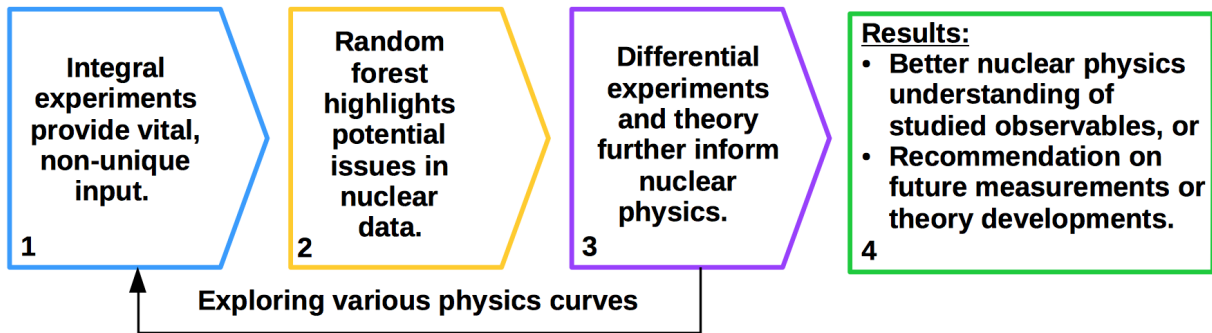 Integral
experiments
provide vital,
non-unique
input.
1
Random
forest
highlights
potential
issues in
nuclear
data.
2
Differential
experiments
and theory
further inform
nuclear
physics.
3
Results:
• Better nuclear physics
understanding of
studied observables, or
• Recommendation on
future measurements or
theory developments.
4
Exploring various physics curves